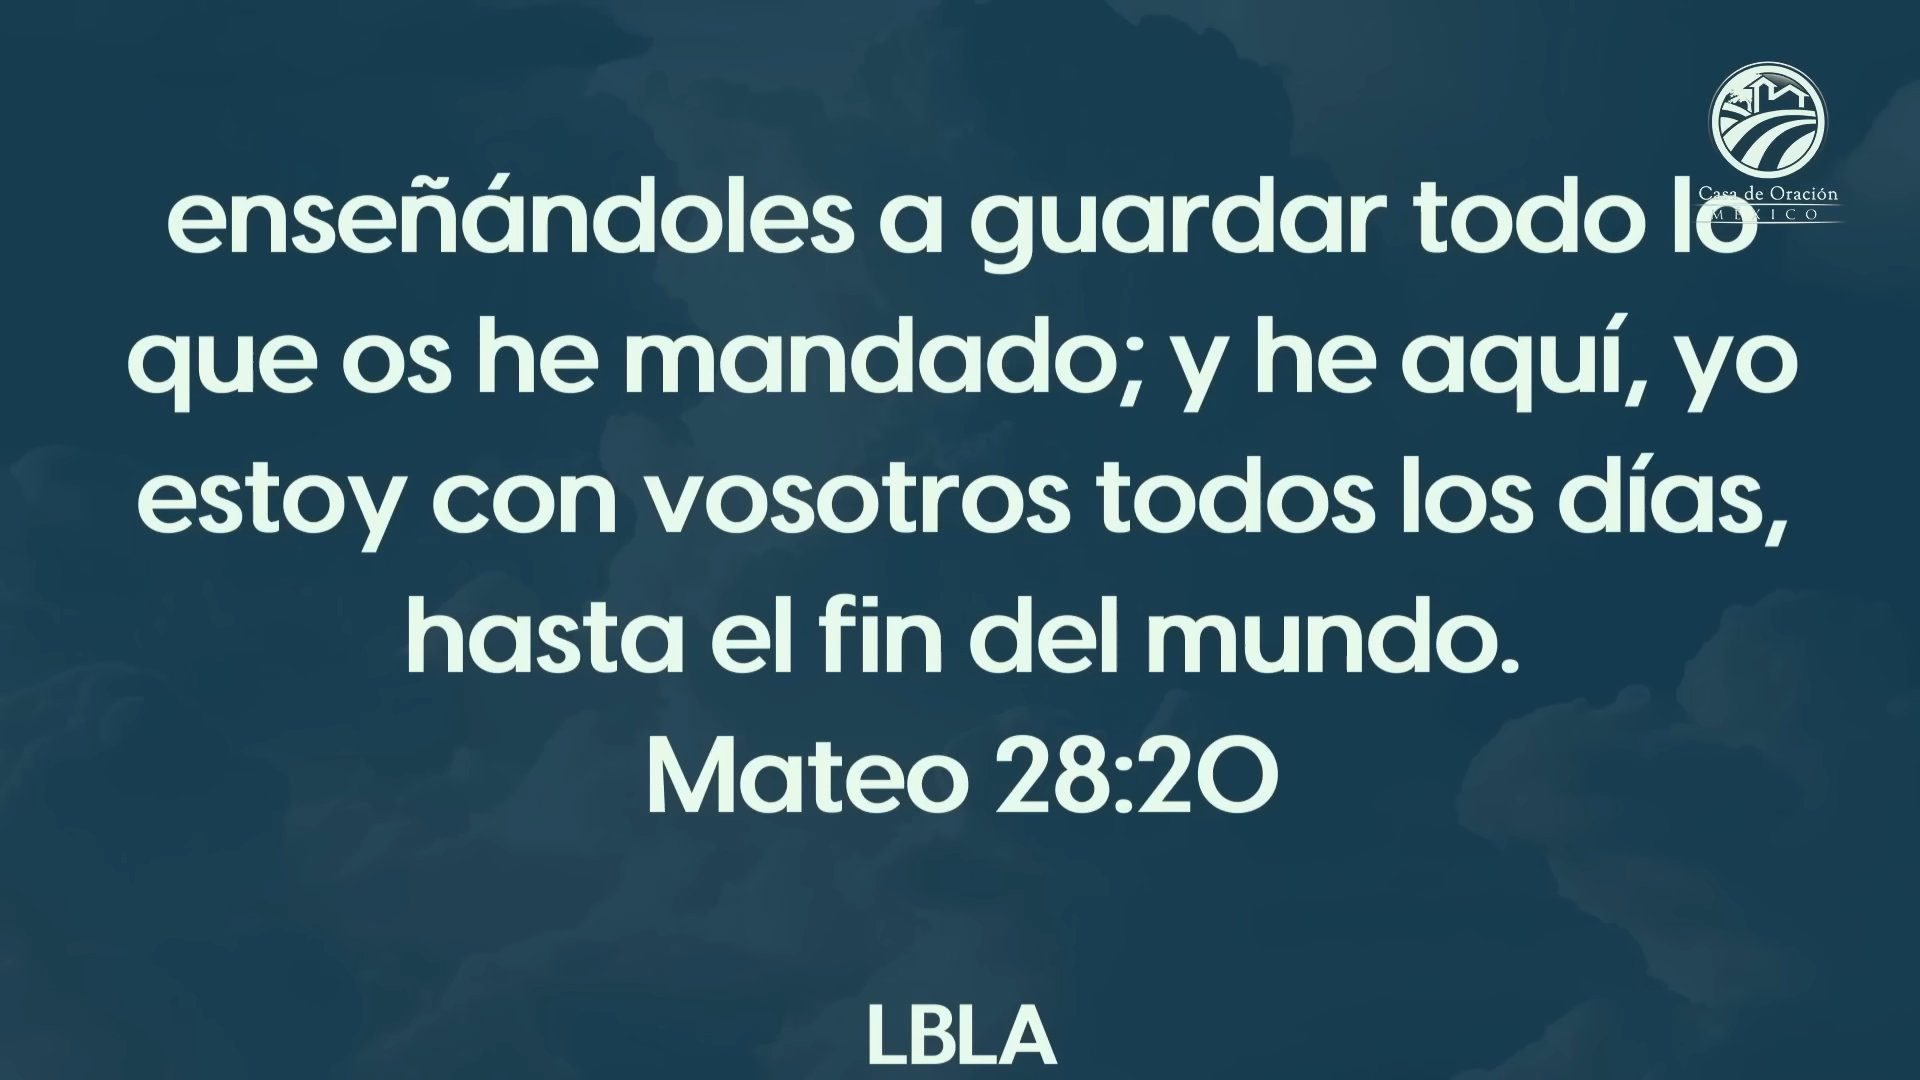 Casa de Oración
MÉXICO
enseñándoles a guardar todo lo
que os he mandado; y he aquí, yo
estoy con vosotros todos los días,
hasta el fin del mundo.
Mateo 28:20
LBLA